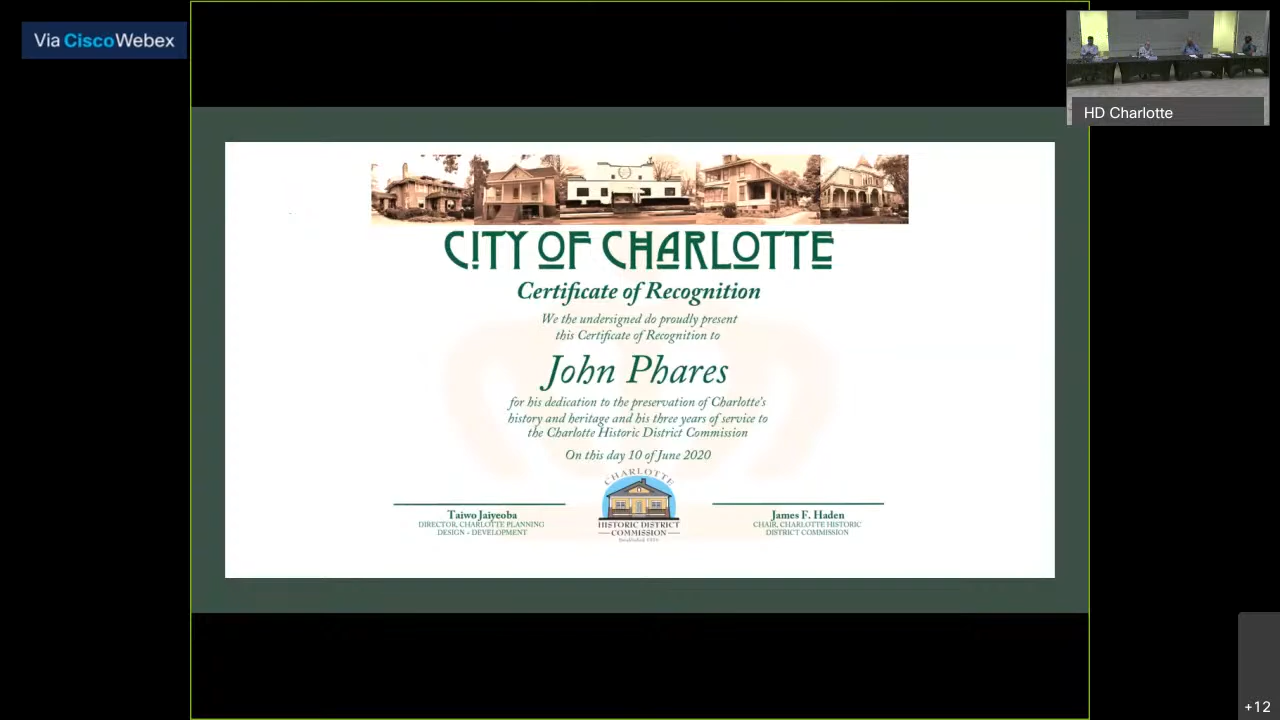 Via Cisco Webex
HD Charlotte
CITY OF CHARLOTTE
Certificate of Recognition
We the undersigned do proudly present
this Certificate of Recognition to
John Phares
for his dedication to the preservation of Charlotte's
history and heritage and his three years of service to
the Charlotte Historic District Commission
On this day 10 of June 2020
CHARLOTTE
HISTORIC DISTRICT
COMMISSION
Taiwo Jaiyeoba
DIRECTOR, CHARLOTTE PLANNING
DESIGN + DEVELOPMENT
James F. Haden
CHAIR, CHARLOTTE HISTORIC
DISTRICT COMMISSION
+12